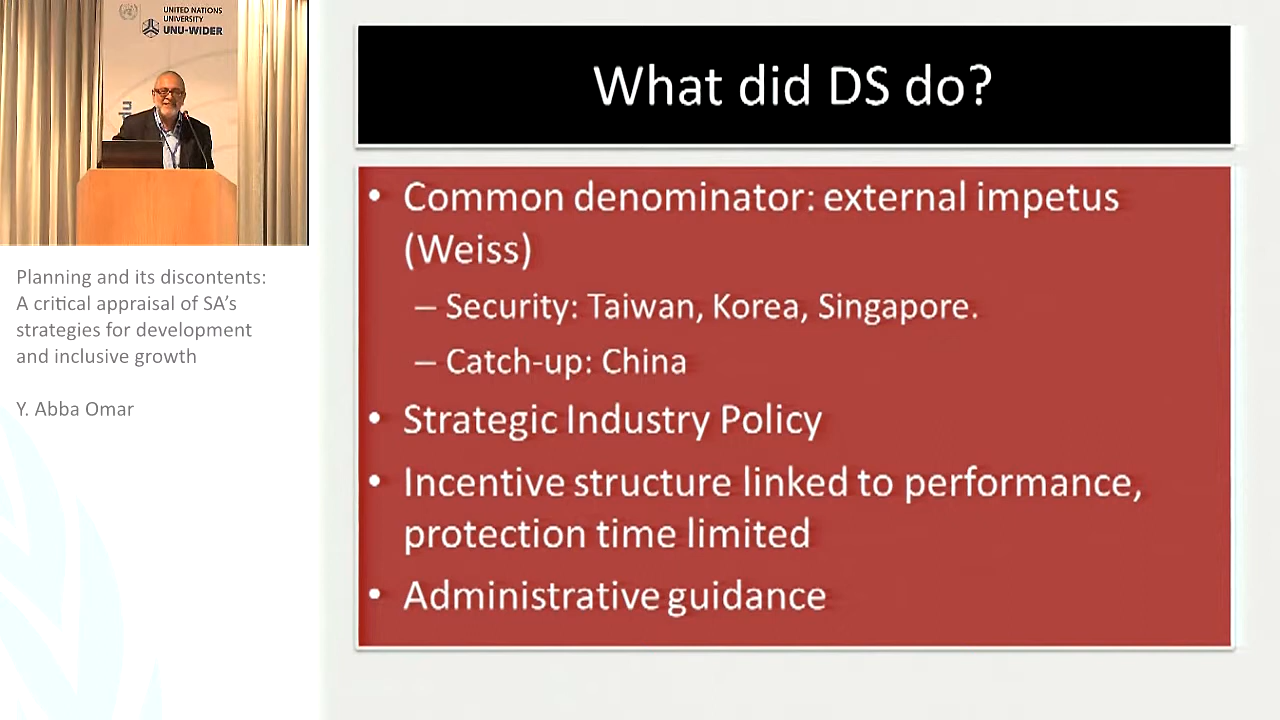 UNITED NATIONS
UNIVERSITY
UNU-WIDER
Planning and its discontents:
A critical appraisal of SA's
strategies for development
and inclusive growth
Y. Abba Omar
What did DS do?
• Common denominator: external impetus
(Weiss)
– Security: Taiwan, Korea, Singapore.
– Catch-up: China
• Strategic Industry Policy
• Incentive structure linked to performance,
protection time limited
• Administrative guidance